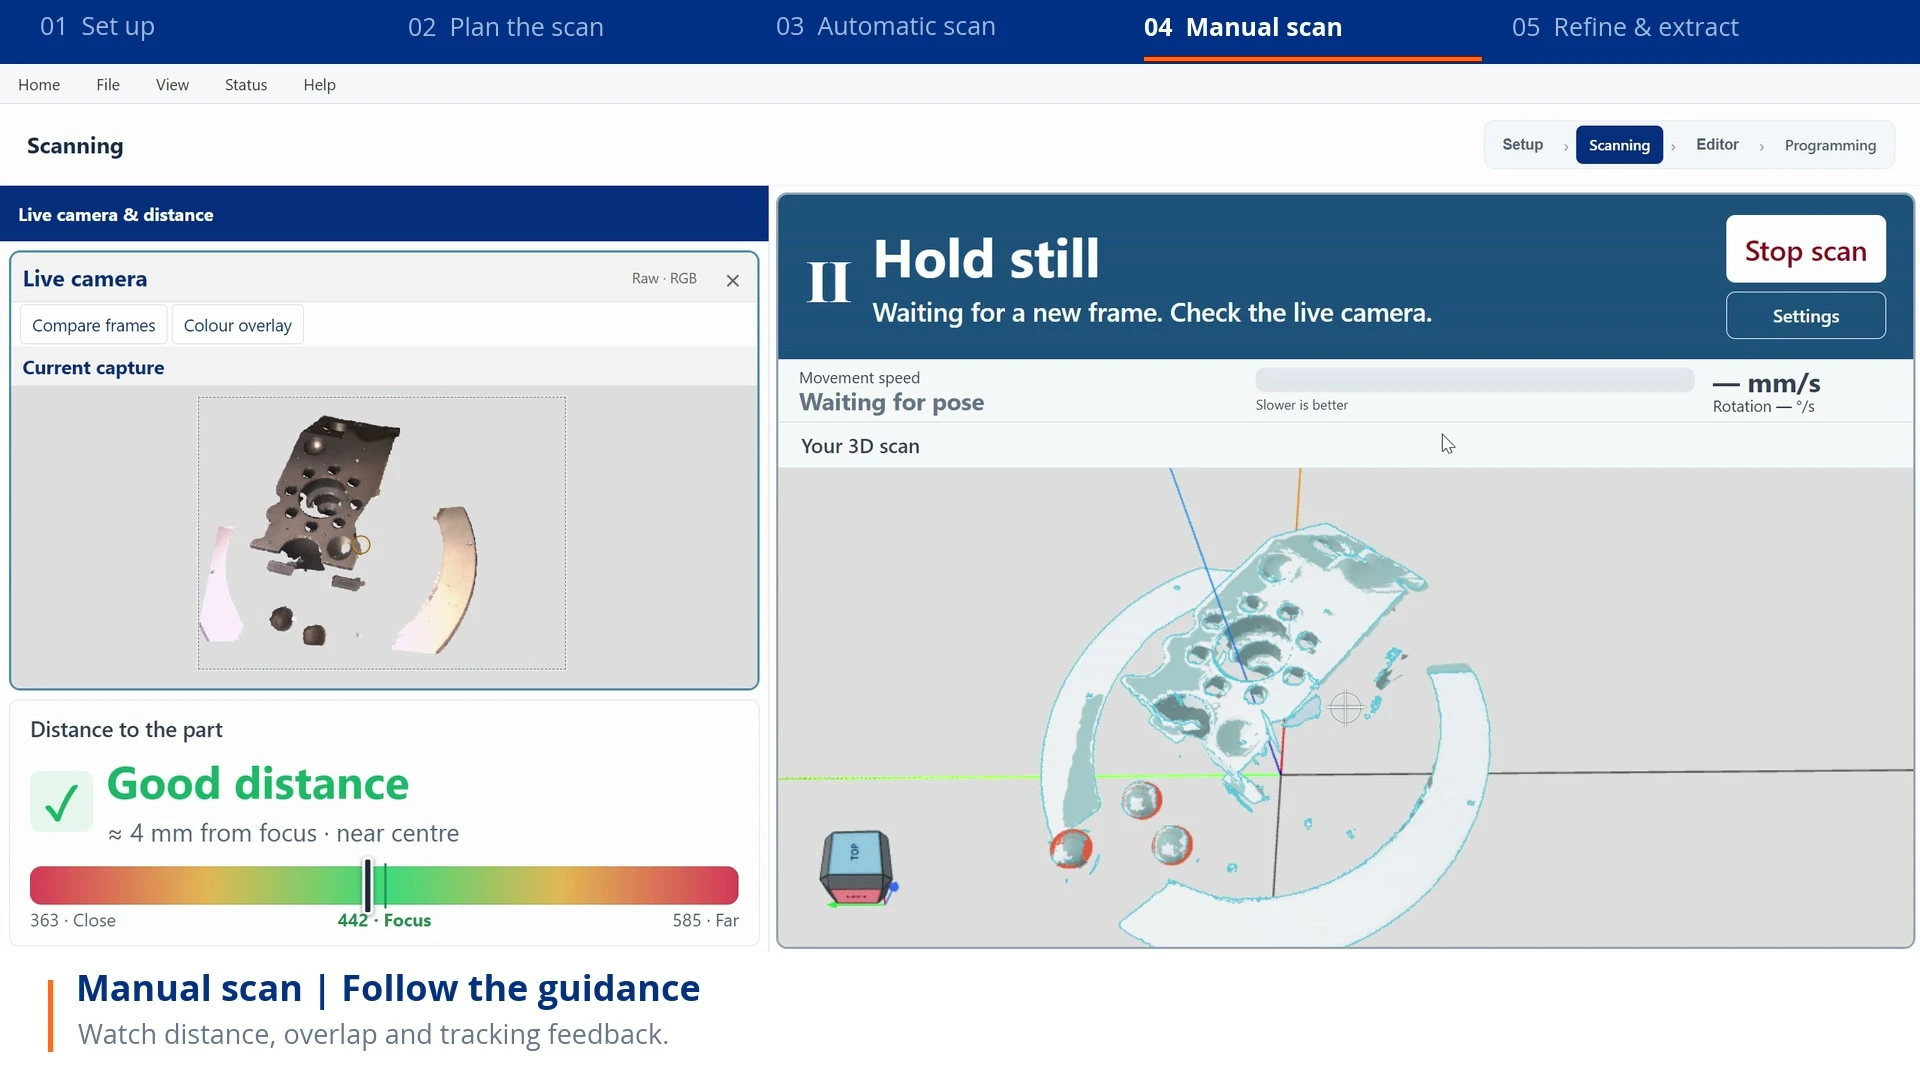 01 Set up
02 Plan the scan
03 Automatic scan
04 Manual scan
05 Refine & extract
Home File View Status Help
Scanning
Setup › Scanning › Editor › Programming
Live camera & distance
Live camera
Raw · RGB ×
Compare frames
Colour overlay
Current capture
Distance to the part
✓ Good distance
≈ 4 mm from focus · near centre
363 · Close
442 · Focus
585 · Far
Hold still
Waiting for a new frame. Check the live camera.
Stop scan
Settings
Movement speed
Waiting for pose
Slower is better
— mm/s
Rotation — °/s
Your 3D scan
TOP
LEFT
Manual scan | Follow the guidance
Watch distance, overlap and tracking feedback.